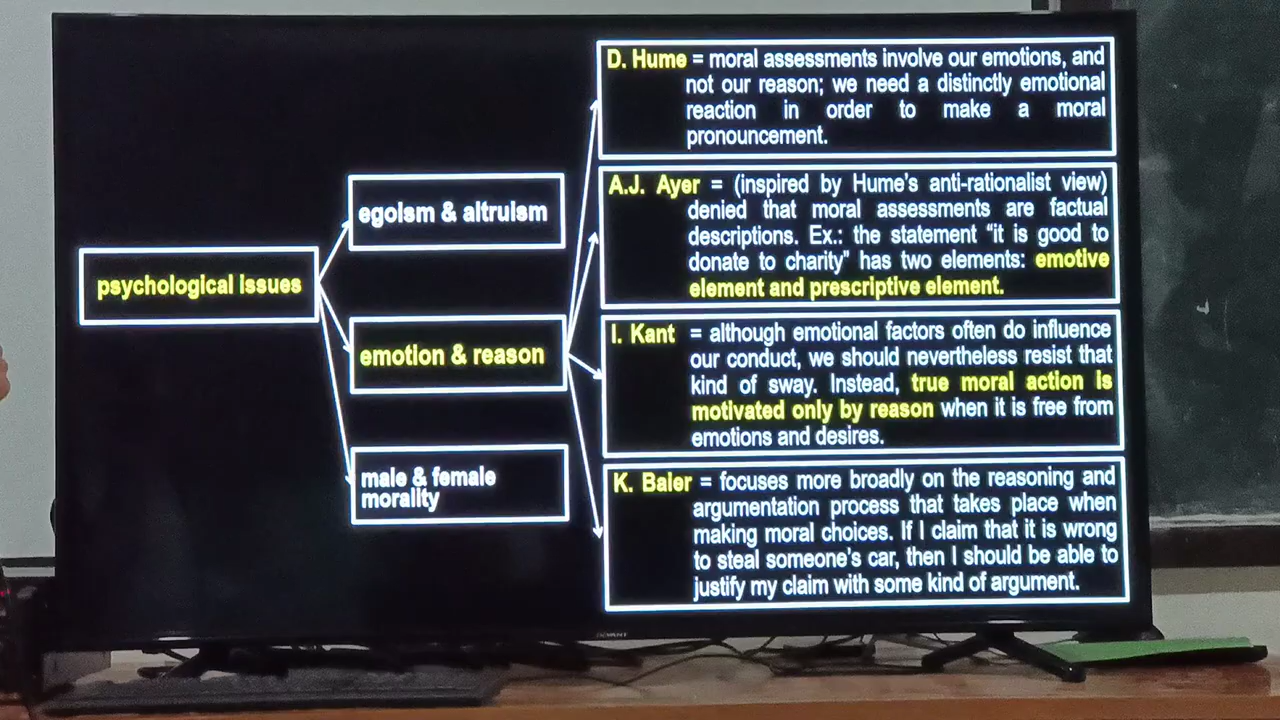 psychological issues
egoism & altruism
emotion & reason
male & female
morality
D. Hume = moral assessments involve our emotions, and
not our reason; we need a distinctly emotional
reaction in order to make a moral
pronouncement.
A.J. Ayer = (inspired by Hume's anti-rationalist view)
denied that moral assessments are factual
descriptions. Ex.: the statement “it is good to
donate to charity” has two elements: emotive
element and prescriptive element.
I. Kant = although emotional factors often do influence
our conduct, we should nevertheless resist that
kind of sway. Instead, true moral action is
motivated only by reason when it is free from
emotions and desires.
K. Baier = focuses more broadly on the reasoning and
argumentation process that takes place when
making moral choices. If I claim that it is wrong
to steal someone's car, then I should be able to
justify my claim with some kind of argument.